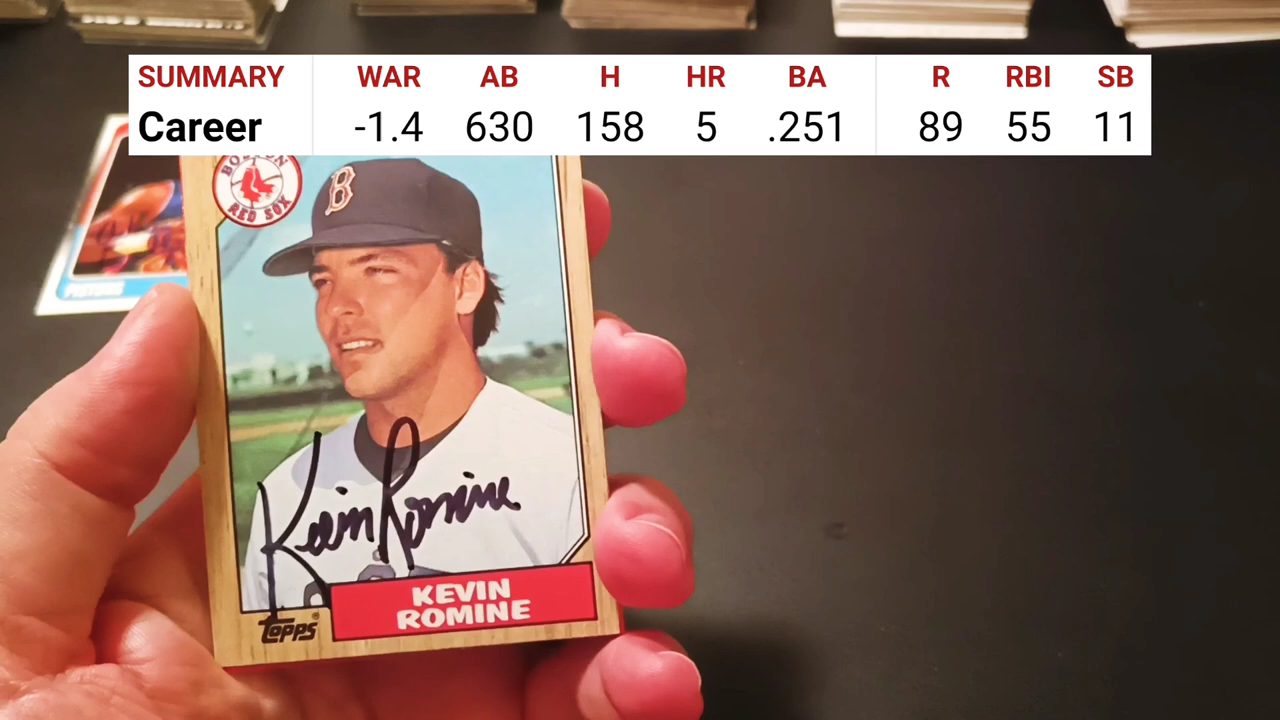 SUMMARY WAR AB H HR BA R RBI SB
Career -1.4 630 158 5 .251 89 55 11
BOSTON
RED SOX
B
PISTONS
Kevin Romine
KEVIN
ROMINE
TOPPS®